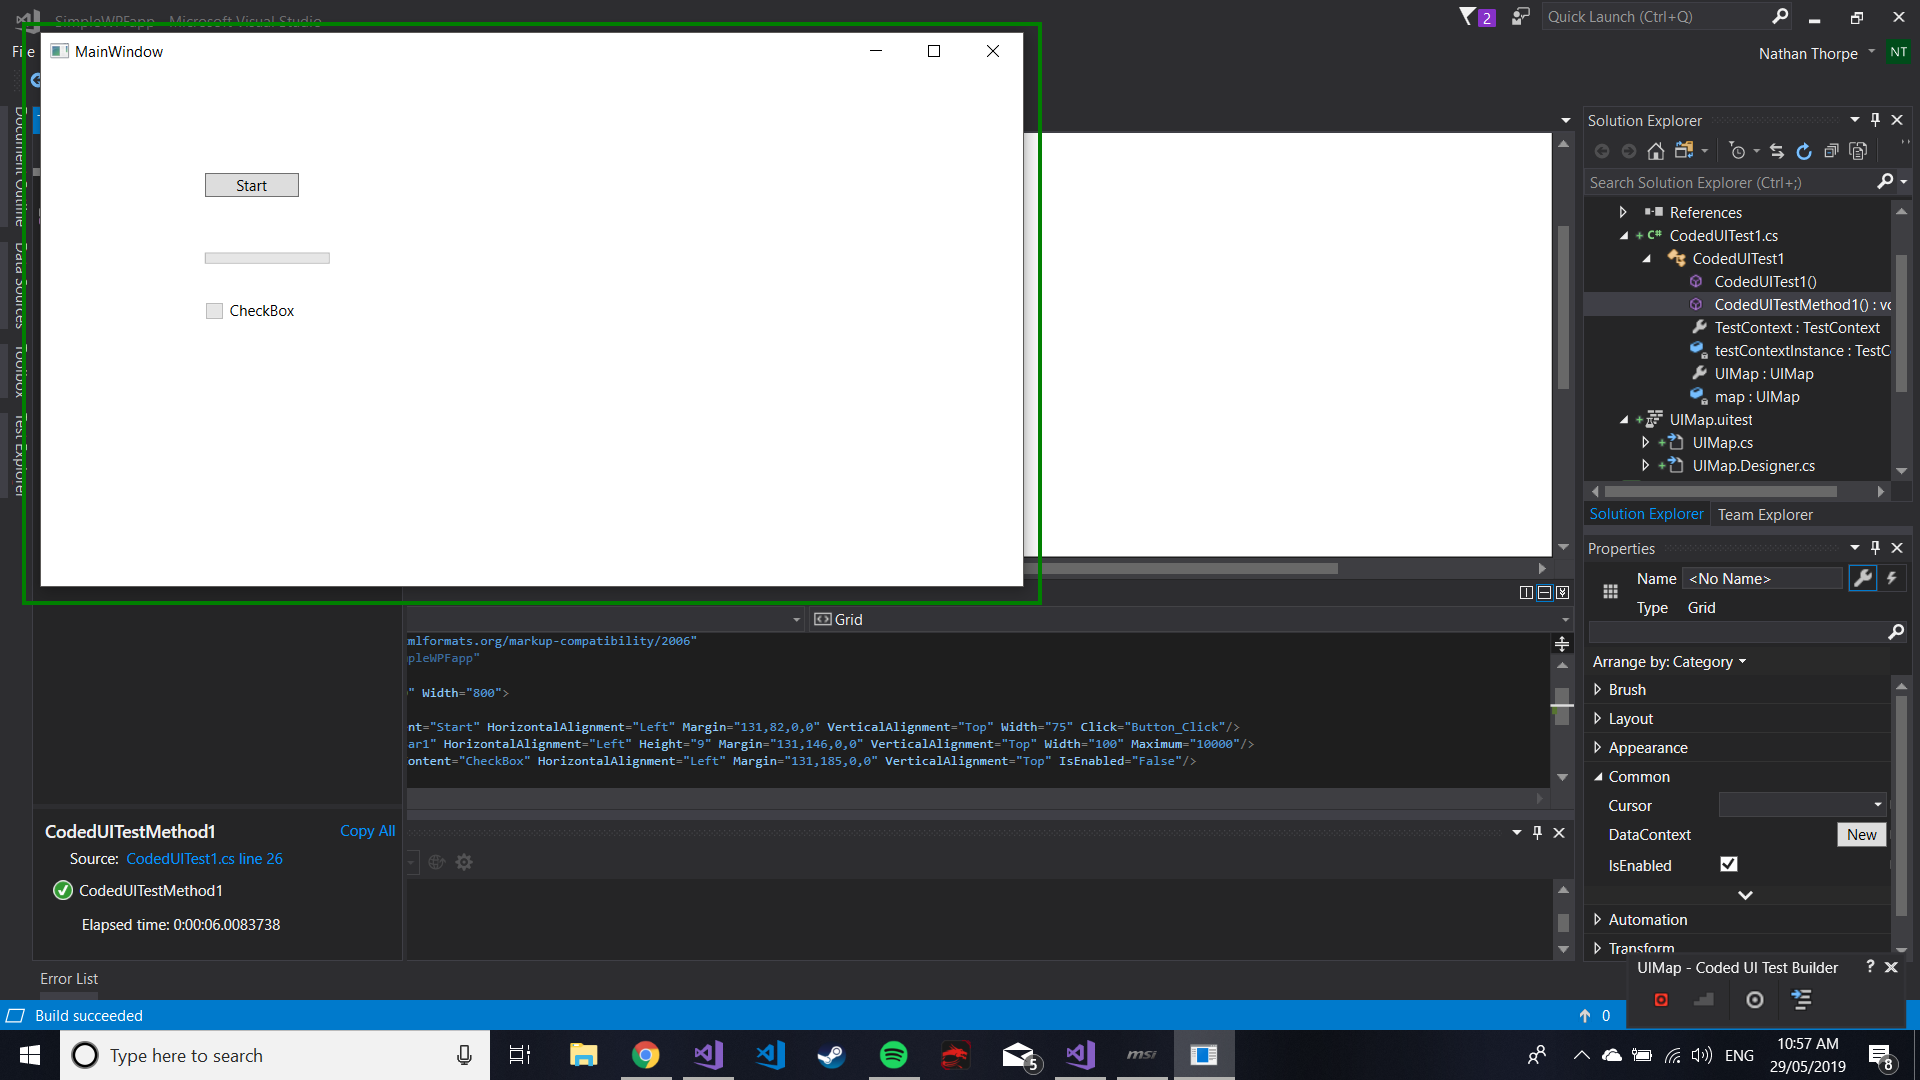 SimpleWPFapp - Microsoft Visual Studio
2
Quick Launch (Ctrl+Q)
File
MainWindow
Nathan Thorpe
NT
Document Outline
Data Sources
Toolbox
Test Explorer
Start
CheckBox
Solution Explorer
Search Solution Explorer (Ctrl+;)
References
C# CodedUITest1.cs
CodedUITest1
CodedUITest1()
CodedUITestMethod1() : vo
TestContext : TestContext
testContextInstance : TestC
UIMap : UIMap
map : UIMap
UIMap.uitest
UIMap.cs
UIMap.Designer.cs
Solution Explorer
Team Explorer
Properties
Name <No Name>
Type Grid
Arrange by: Category
Brush
Layout
Appearance
Common
Cursor
DataContext
New
IsEnabled
Automation
Transform
Grid
mlformats.org/markup-compatibility/2006"
pleWPFapp"
" Width="800">
nt="Start" HorizontalAlignment="Left" Margin="131,82,0,0" VerticalAlignment="Top" Width="75" Click="Button_Click"/>
ar1" HorizontalAlignment="Left" Height="9" Margin="131,146,0,0" VerticalAlignment="Top" Width="100" Maximum="10000"/>
ontent="CheckBox" HorizontalAlignment="Left" Margin="131,185,0,0" VerticalAlignment="Top" IsEnabled="False"/>
CodedUITestMethod1
Copy All
Source: CodedUITest1.cs line 26
CodedUITestMethod1
Elapsed time: 0:00:06.0083738
Error List
UIMap - Coded UI Test Builder
?
Build succeeded
0
Type here to search
5
msi
ENG
10:57 AM
29/05/2019
8